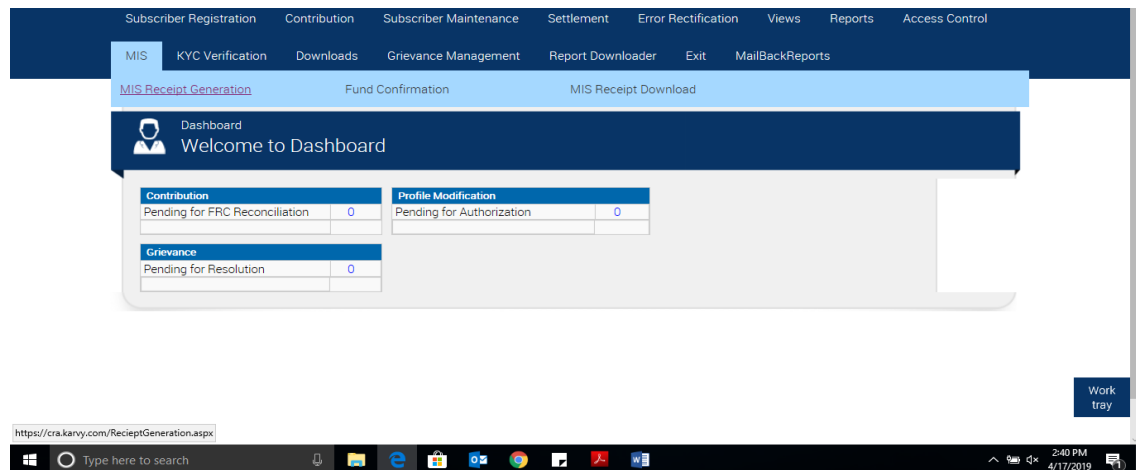 Subscriber Registration Contribution Subscriber Maintenance Settlement Error Rectification Views Reports Access Control
MIS KYC Verification Downloads Grievance Management Report Downloader Exit MailBackReports
MIS Receipt Generation Fund Confirmation MIS Receipt Download
Dashboard
Welcome to Dashboard
Contribution
Pending for FRC Reconciliation 0
Profile Modification
Pending for Authorization 0
Grievance
Pending for Resolution 0
Work
tray
https://cra.karvy.com/RecieptGeneration.aspx
Type here to search
2:40 PM
4/17/2019